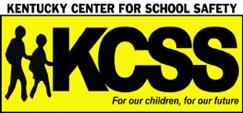 KENTUCKY CENTER FOR SCHOOL SAFETY
KCSS
For our children, for our future